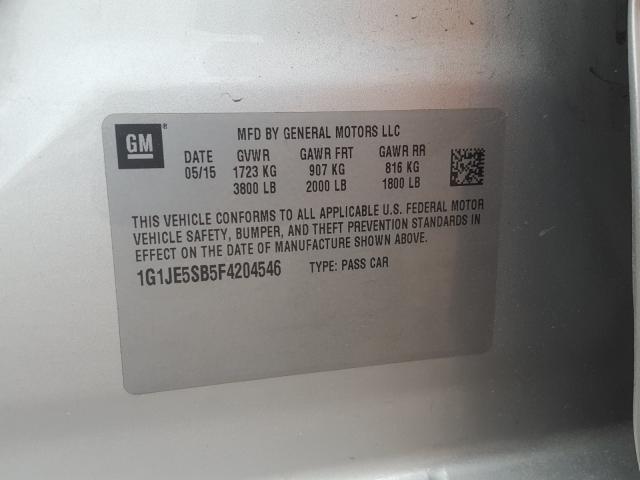 GM ® MFD BY GENERAL MOTORS LLC
DATE GVWR GAWR FRT GAWR RR
05/15 1723 KG 907 KG 816 KG
3800 LB 2000 LB 1800 LB
THIS VEHICLE CONFORMS TO ALL APPLICABLE U.S. FEDERAL MOTOR
VEHICLE SAFETY, BUMPER, AND THEFT PREVENTION STANDARDS IN
EFFECT ON THE DATE OF MANUFACTURE SHOWN ABOVE.
1G1JE5SB5F4204546 TYPE: PASS CAR